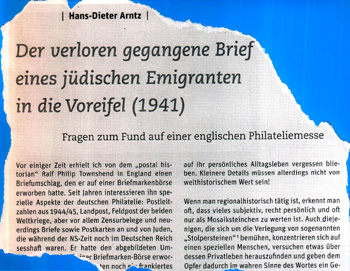 | Hans-Dieter Arntz |
Der verloren gegangene Brief
eines jüdischen Emigranten
in die Voreifel (1941)
Fragen zum Fund auf einer englischen Philateliemesse
Vor einiger Zeit erhielt ich von dem „postal his-
torian“ Ralf Philip Townshend in England einen
Briefumschlag, den er auf einer Briefmarkenbörse
erworben hatte. Seit Jahren interessieren ihn spe-
zielle Aspekte der deutschen Philatelie: Postleit-
zahlen aus 1944/45, Landpost, Feldpost der beiden
Weltkriege, aber vor allem Zensurbelege und neu-
erdings Briefe sowie Postkarten an und von Juden,
die während der NS-Zeit noch im Deutschen Reich
sesshaft waren. Er hatte den abgebildeten Um-
einer Briefmarken-Börse erwor-
noch ein frankiertes
auf ihr persönliches Alltagsleben vergessen blie-
ben. Kleinere Details müssen allerdings nicht von
welthistorischem Wert sein!
Wenn man regionalhistorisch tätig ist, erkennt man
oft, dass vieles subjektiv, recht persönlich und oft
nur als Mosaiksteinchen zu werten ist. Auch dieje-
nigen, die sich um die Verlegung von sogenannten
„Stolpersteinen“ bemühen, konzentrieren sich auf
einen speziellen Menschen, versuchen etwas über
dessen Privatleben herauszufinden und geben dem
Opfer dadurch im wahren Sinne des Wortes ein Ge-